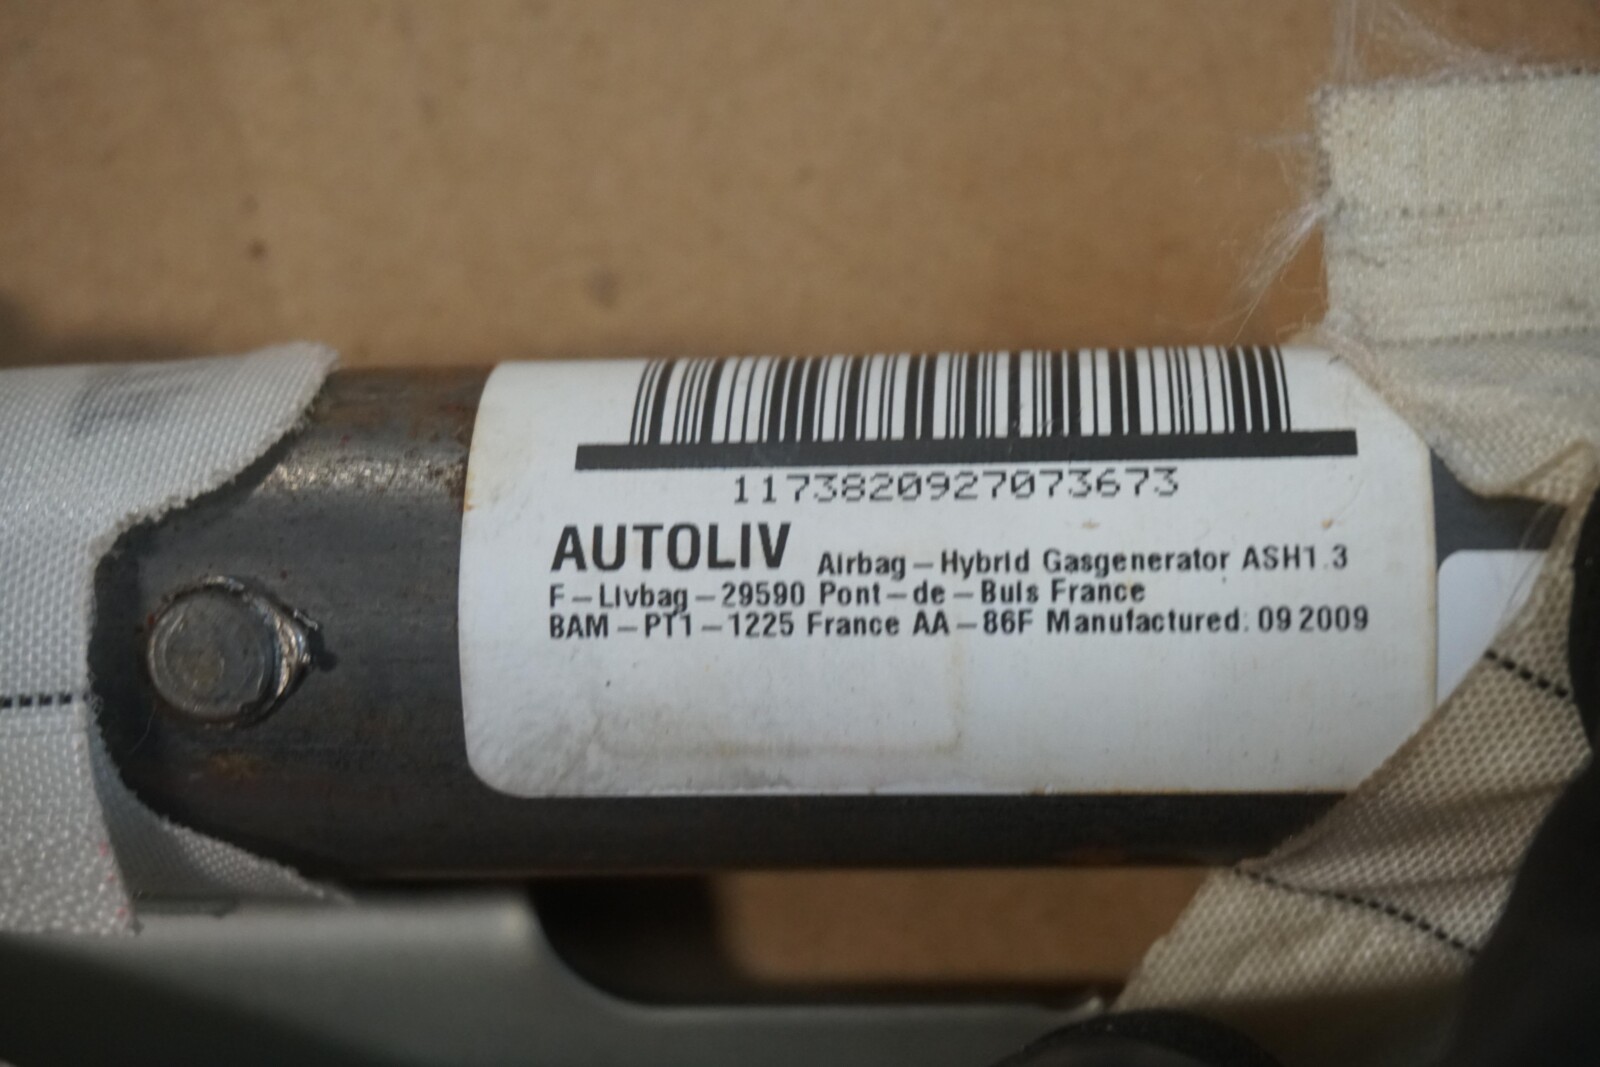 1173820927073673
AUTOLIV Airbag-Hybrid Gasgenerator ASH1.3
F-Livbag-29590 Pont-de-Buis France
BAM-PT1-1225 France AA-86F Manufactured: 09 2009